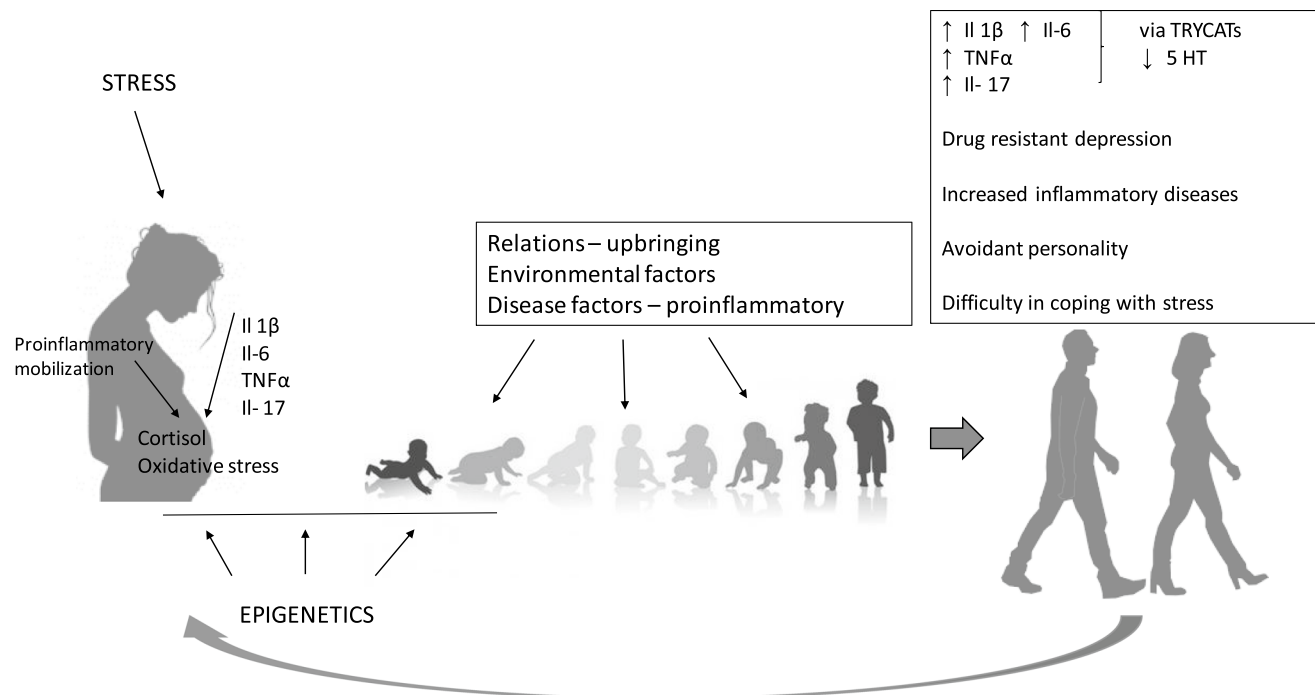 STRESS
Proinflammatory
mobilization
Il 1β
Il-6
TNFα
Il- 17
Cortisol
Oxidative stress
EPIGENETICS
Relations – upbringing
Environmental factors
Disease factors – proinflammatory
↑ Il 1β ↑ Il-6 via TRYCATs
↑ TNFα ↓ 5 HT
↑ Il- 17
Drug resistant depression
Increased inflammatory diseases
Avoidant personality
Difficulty in coping with stress